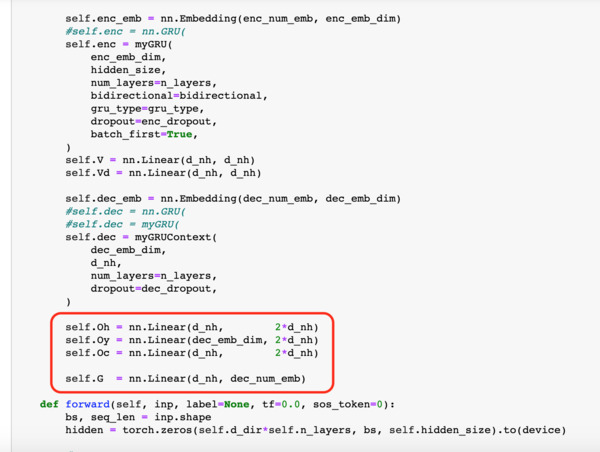 self.enc_emb = nn.Embedding(enc_num_emb, enc_emb_dim)
#self.enc = nn.GRU(
self.enc = myGRU(
enc_emb_dim,
hidden_size,
num_layers=n_layers,
bidirectional=bidirectional,
gru_type=gru_type,
dropout=enc_dropout,
batch_first=True,
)
self.V = nn.Linear(d_nh, d_nh)
self.Vd = nn.Linear(d_nh, d_nh)
self.dec_emb = nn.Embedding(dec_num_emb, dec_emb_dim)
#self.dec = nn.GRU(
#self.dec = myGRU(
self.dec = myGRUContext(
dec_emb_dim,
d_nh,
num_layers=n_layers,
dropout=dec_dropout,
)
self.Oh = nn.Linear(d_nh,        2*d_nh)
self.Oy = nn.Linear(dec_emb_dim, 2*d_nh)
self.Oc = nn.Linear(d_nh,        2*d_nh)
self.G  = nn.Linear(d_nh, dec_num_emb)
def forward(self, inp, label=None, tf=0.0, sos_token=0):
bs, seq_len = inp.shape
hidden = torch.zeros(self.d_dir*self.n_layers, bs, self.hidden_size).to(device)